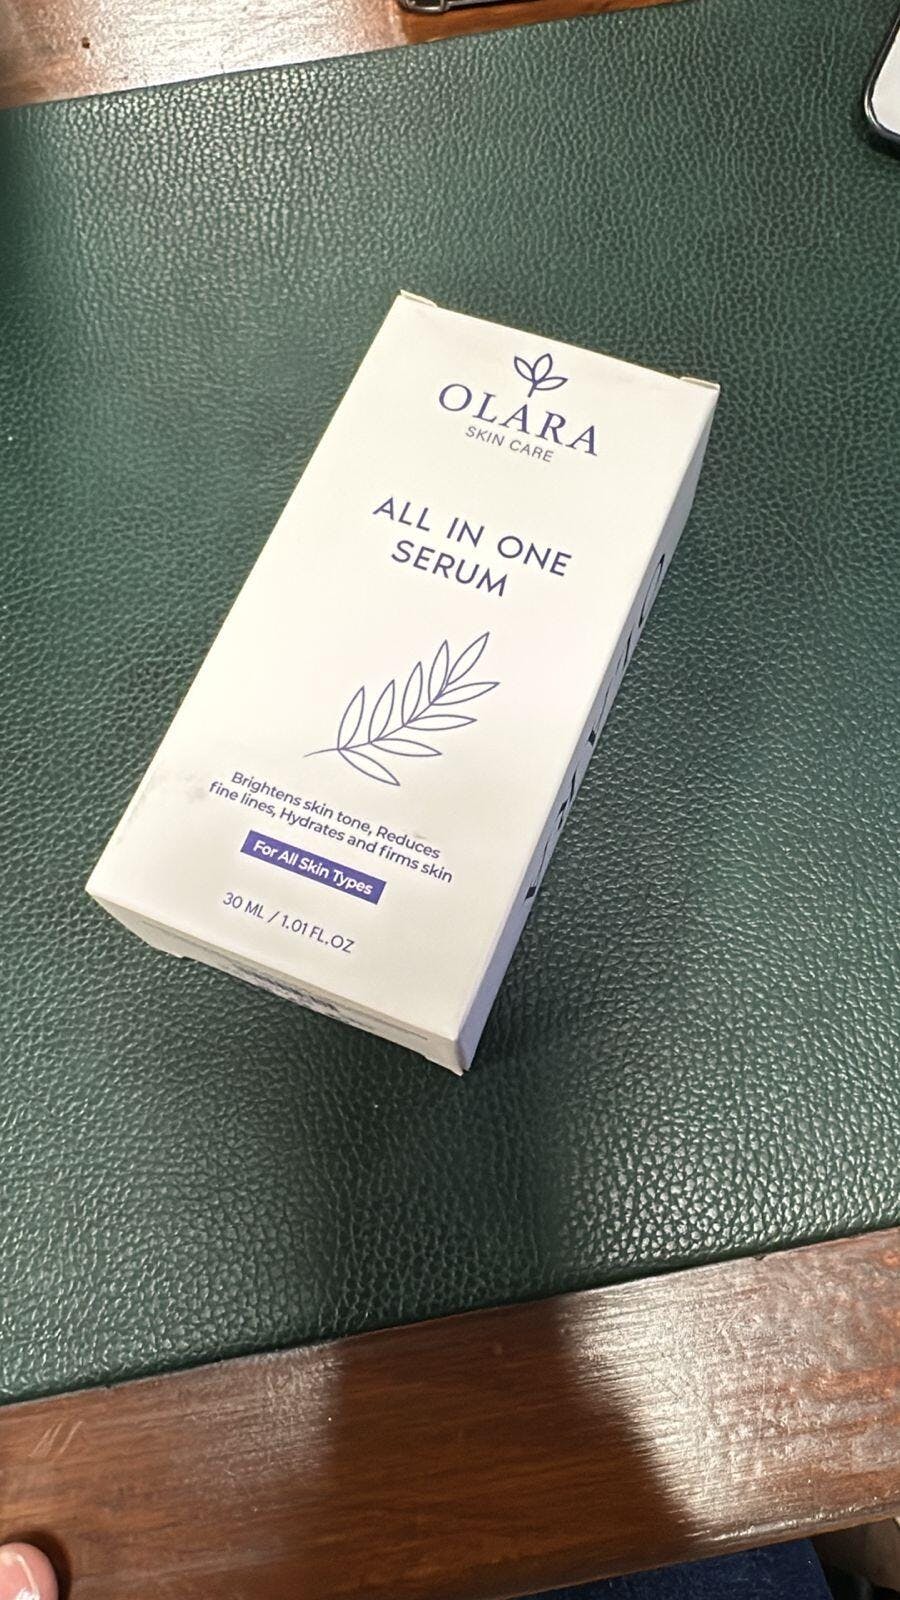 OLARA
SKIN CARE
ALL IN ONE
SERUM
Brightens skin tone, Reduces
fine lines, Hydrates and firms skin
For All Skin Types
30 ML / 1.01 FL.OZ